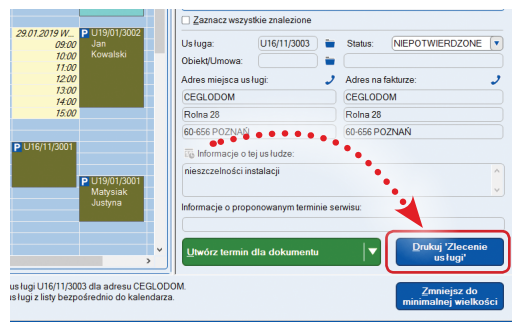 29.01.2019 W...
09:00
10:00
11:00
12:00
13:00
14:00
15:00
P U19/01/3002
Jan
Kowalski
P U16/11/3001
P U19/01/3001
Matysiak
Justyna
Zaznacz wszystkie znalezione
Usługa: U16/11/3003 Status: NIEPOTWIERDZONE
Obiekt/Umowa:
Adres miejsca usługi: Adres na fakturze:
CEGLODOM CEGLODOM
Rolna 28 Rolna 28
60-656 POZNAŃ 60-656 POZNAŃ
Informacje o tej usłudze:
nieszczelności instalacji
Informacje o proponowanym terminie serwisu:
Utwórz termin dla dokumentu
Drukuj 'Zlecenie
usługi'
usługi U16/11/3003 dla adresu CEGLODOM.
usługi z listy bezpośrednio do kalendarza.
Zmniejsz do
minimalnej wielkości